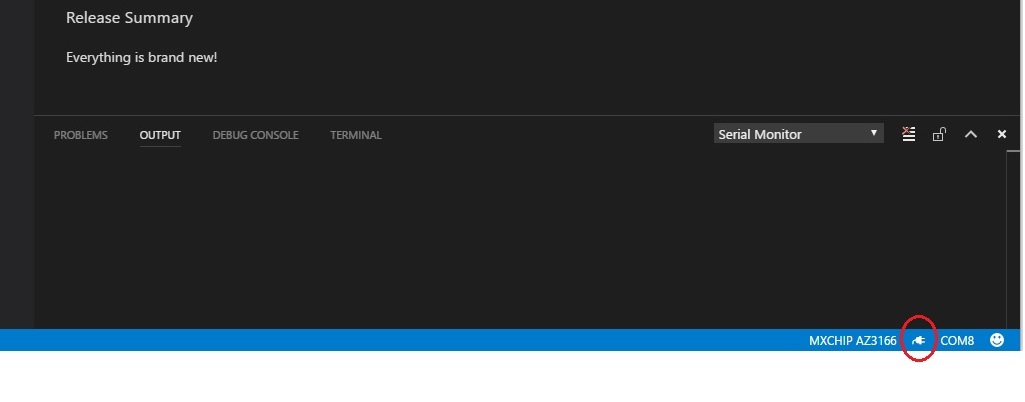 Release Summary
Everything is brand new!
PROBLEMS OUTPUT DEBUG CONSOLE TERMINAL Serial Monitor
MXCHIP AZ3166 COM8